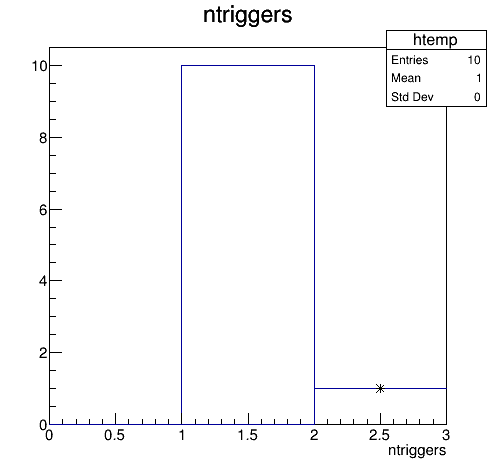 ntriggers
htemp
Entries 10
Mean 1
Std Dev 0
10
8
6
4
2
0
0 0.5 1 1.5 2 2.5 3
ntriggers